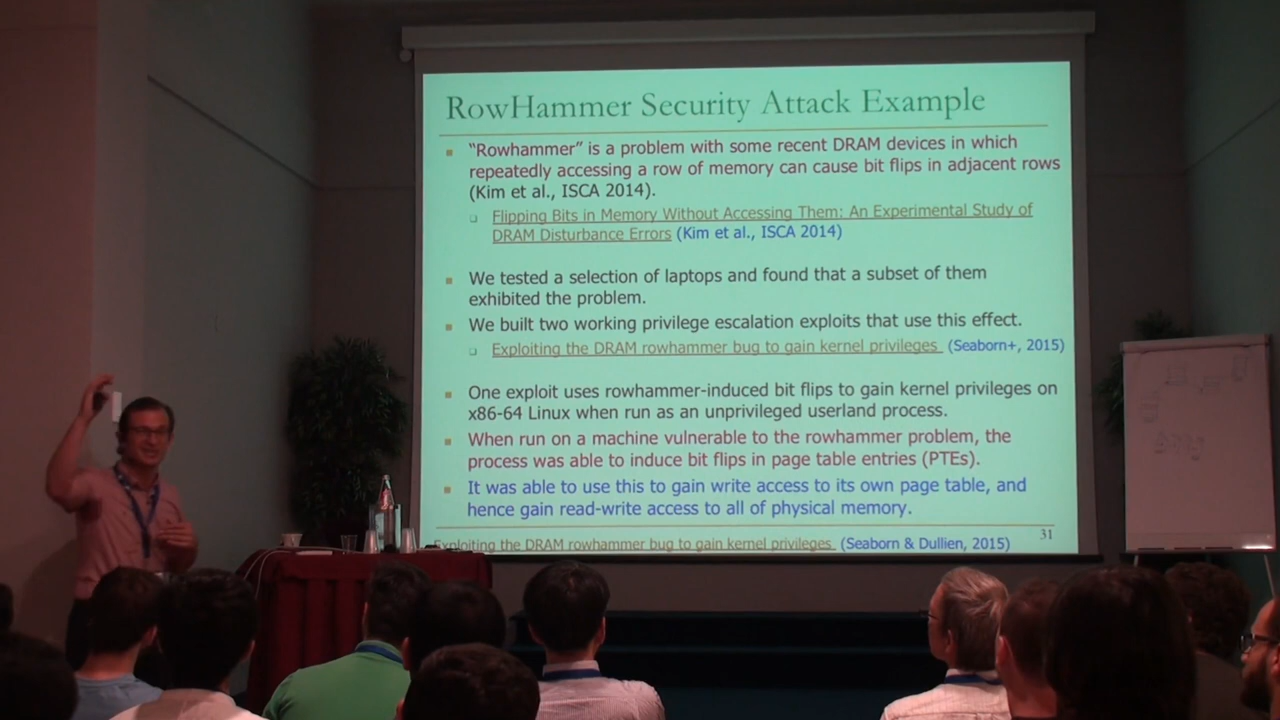 RowHammer Security Attack Example
“Rowhammer” is a problem with some recent DRAM devices in which
repeatedly accessing a row of memory can cause bit flips in adjacent rows
(Kim et al., ISCA 2014).
Flipping Bits in Memory Without Accessing Them: An Experimental Study of
DRAM Disturbance Errors (Kim et al., ISCA 2014)
We tested a selection of laptops and found that a subset of them
exhibited the problem.
We built two working privilege escalation exploits that use this effect.
Exploiting the DRAM rowhammer bug to gain kernel privileges (Seaborn+, 2015)
One exploit uses rowhammer-induced bit flips to gain kernel privileges on
x86-64 Linux when run as an unprivileged userland process.
When run on a machine vulnerable to the rowhammer problem, the
process was able to induce bit flips in page table entries (PTEs).
It was able to use this to gain write access to its own page table, and
hence gain read-write access to all of physical memory.
31
Exploiting the DRAM rowhammer bug to gain kernel privileges (Seaborn & Dullien, 2015)